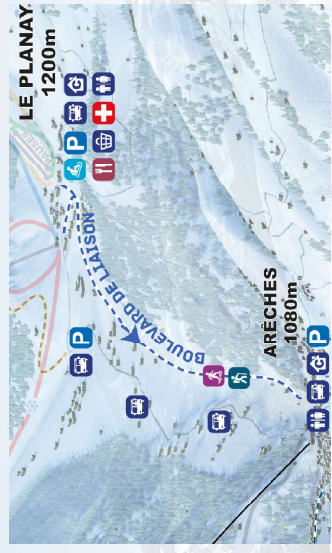 LE PLANAY
1200m
P
P
BOULEVARD DE LIAISON
ARÊCHES
1080m
P